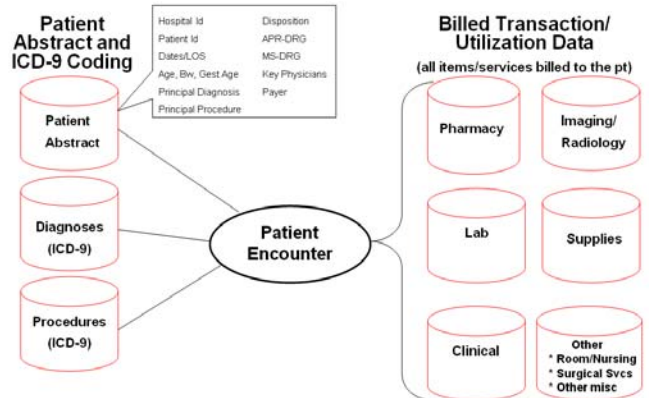 Patient
Abstract and
ICD-9 Coding
Hospital Id
Patient Id
Dates/LOS
Age, Bw, Gest Age
Principal Diagnosis
Principal Procedure
Disposition
APR-DRG
MS-DRG
Key Physicians
Payer
Patient
Abstract
Diagnoses
(ICD-9)
Procedures
(ICD-9)
Patient
Encounter
Billed Transaction/
Utilization Data
(all items/services billed to the pt)
Pharmacy
Imaging/
Radiology
Lab
Supplies
Clinical
Other
* Room/Nursing
* Surgical Svcs
* Other misc